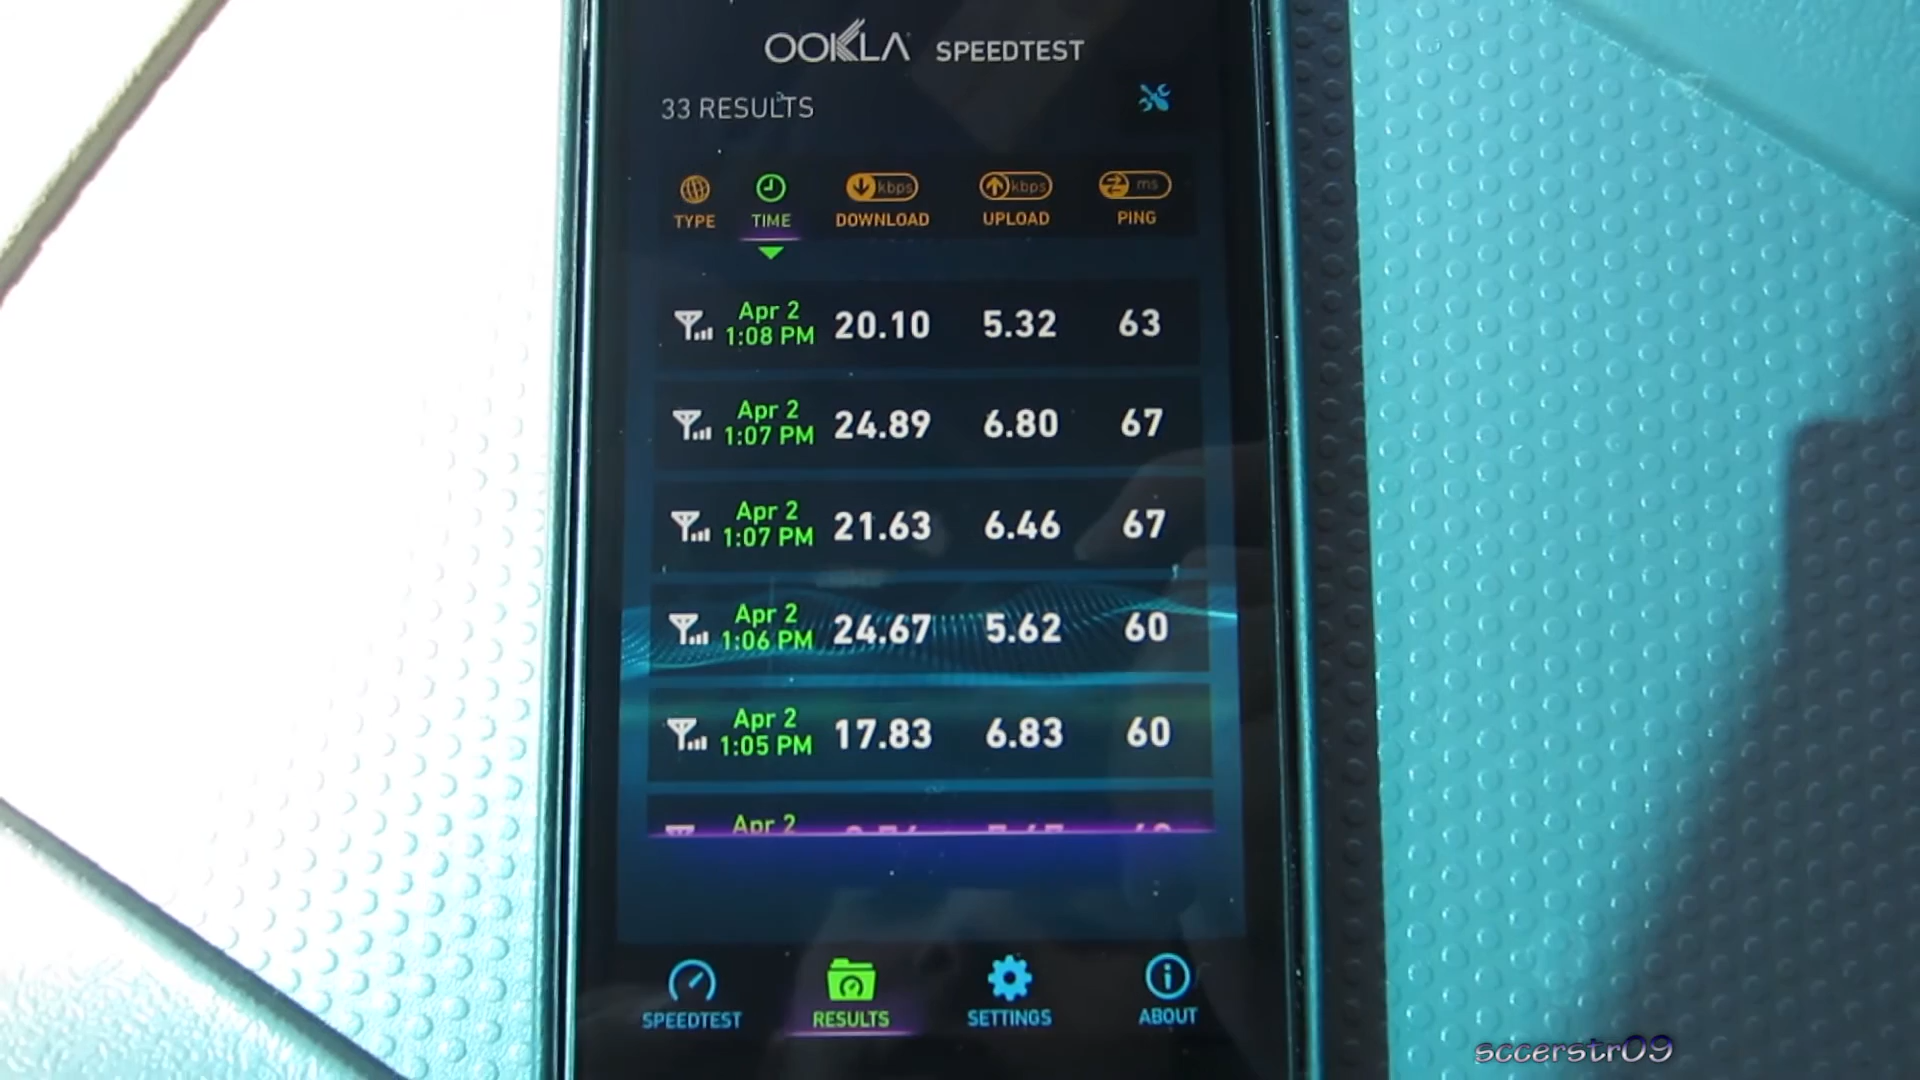 OOKLA SPEEDTEST
33 RESULTS
kbps kbps ms
TYPE TIME DOWNLOAD UPLOAD PING
Apr 2
1:08 PM 20.10 5.32 63
Apr 2
1:07 PM 24.89 6.80 67
Apr 2
1:07 PM 21.63 6.46 67
Apr 2
1:06 PM 24.67 5.62 60
Apr 2
1:05 PM 17.83 6.83 60
Apr 2
SPEEDTEST RESULTS SETTINGS ABOUT
sccerstr09